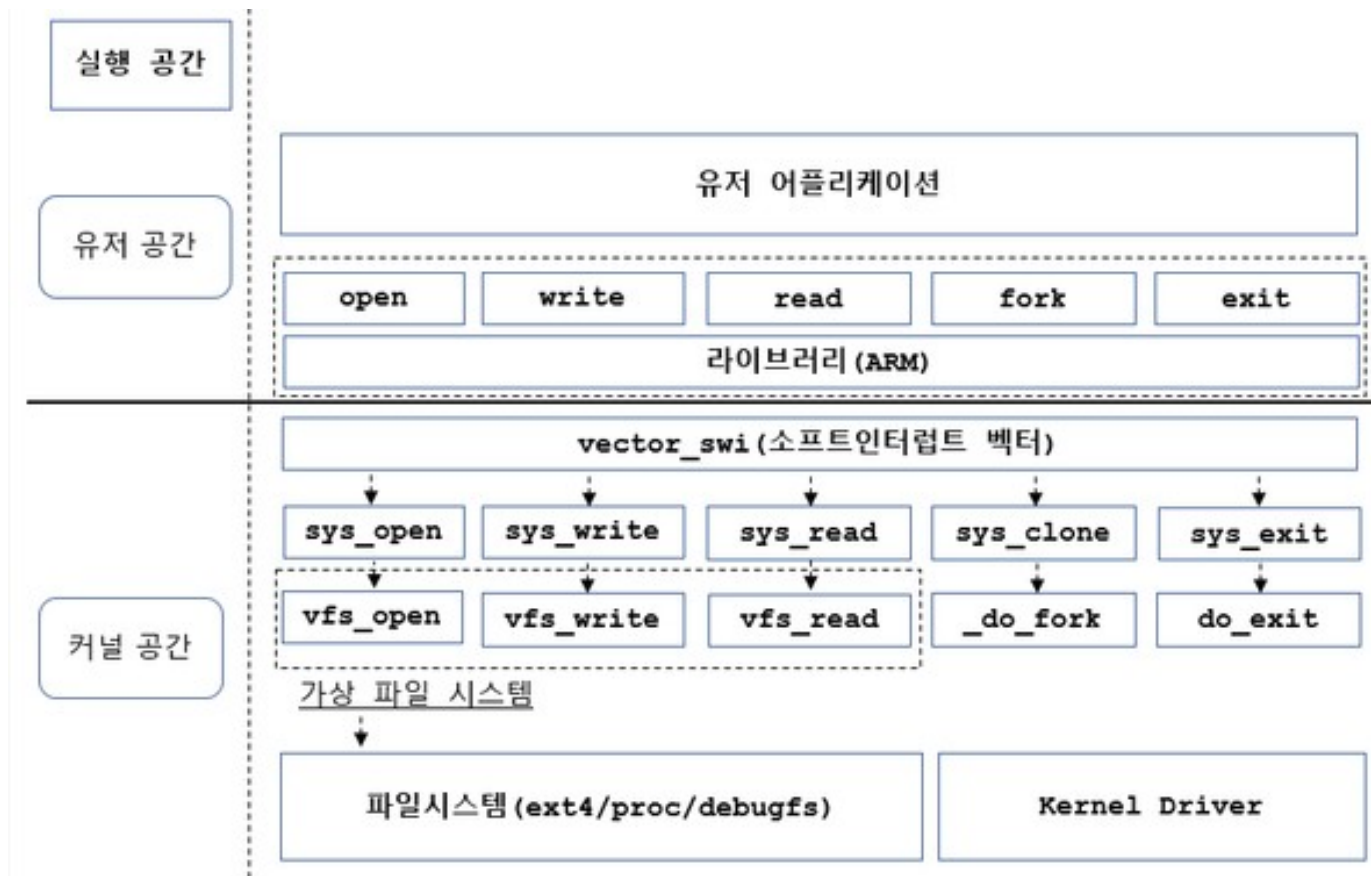 실행 공간
유저 어플리케이션
유저 공간
open write read fork exit
라이브러리(ARM)
vector_swi(소프트인터럽트 벡터)
sys_open sys_write sys_read sys_clone sys_exit
vfs_open vfs_write vfs_read _do_fork do_exit
커널 공간
가상 파일 시스템
파일시스템(ext4/proc/debugfs) Kernel Driver